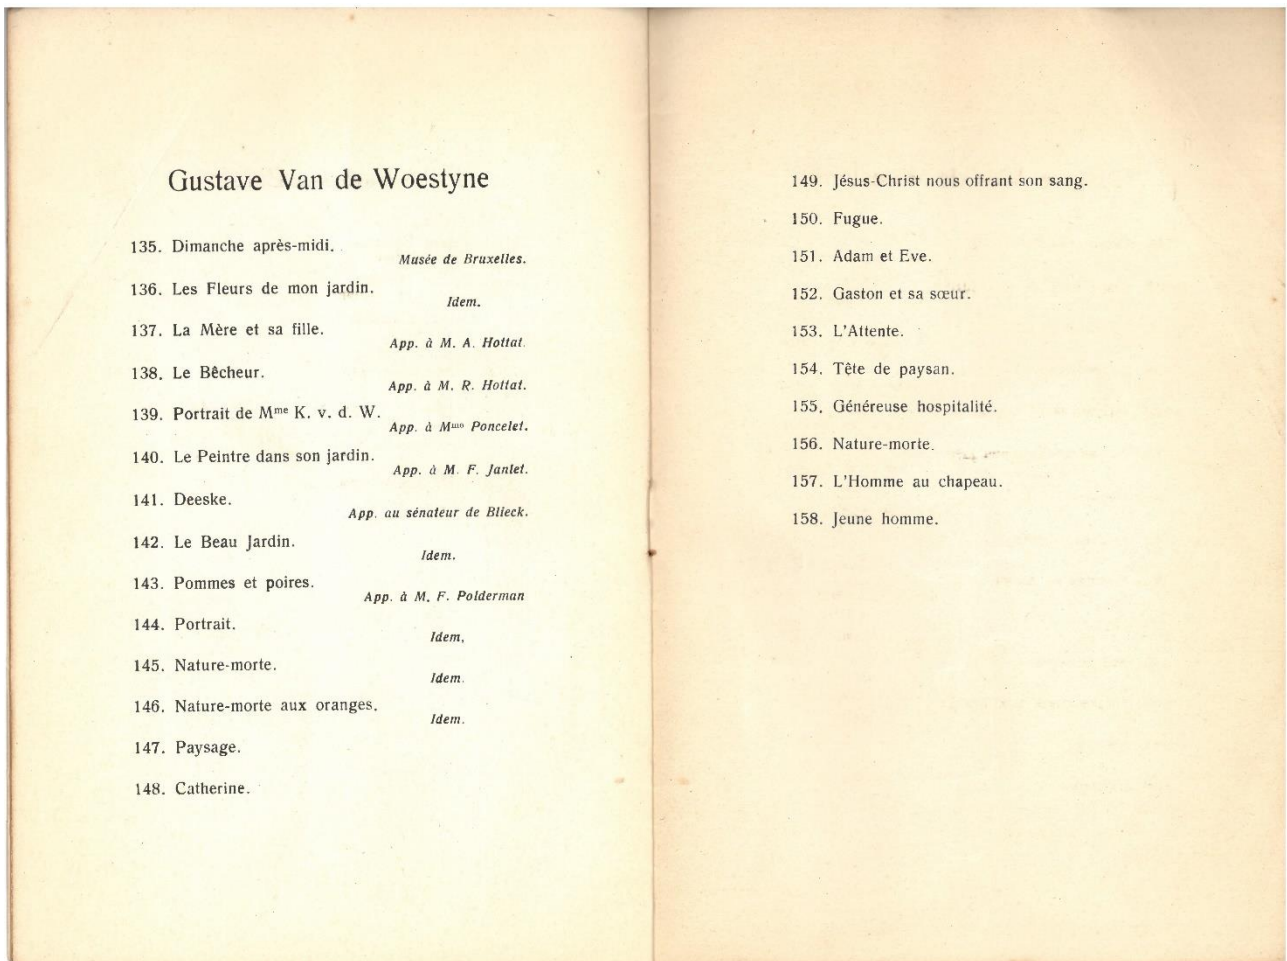 Gustave Van de Woestyne
135. Dimanche après-midi.
Musée de Bruxelles.
136. Les Fleurs de mon jardin.
Idem.
137. La Mère et sa fille.
App. à M. A. Hottat.
138. Le Bêcheur.
App. à M. R. Hottat.
139. Portrait de Mme K. v. d. W.
App. à Mme Poncelet.
140. Le Peintre dans son jardin.
App. à M. F. Janlet.
141. Deeske.
App. au sénateur de Blieck.
142. Le Beau Jardin.
Idem.
143. Pommes et poires.
App. à M. F. Polderman
144. Portrait.
Idem.
145. Nature-morte.
Idem.
146. Nature-morte aux oranges.
Idem.
147. Paysage.
148. Catherine.
149. Jésus-Christ nous offrant son sang.
150. Fugue.
151. Adam et Eve.
152. Gaston et sa sœur.
153. L'Attente.
154. Tête de paysan.
155. Généreuse hospitalité.
156. Nature-morte.
157. L'Homme au chapeau.
158. Jeune homme.